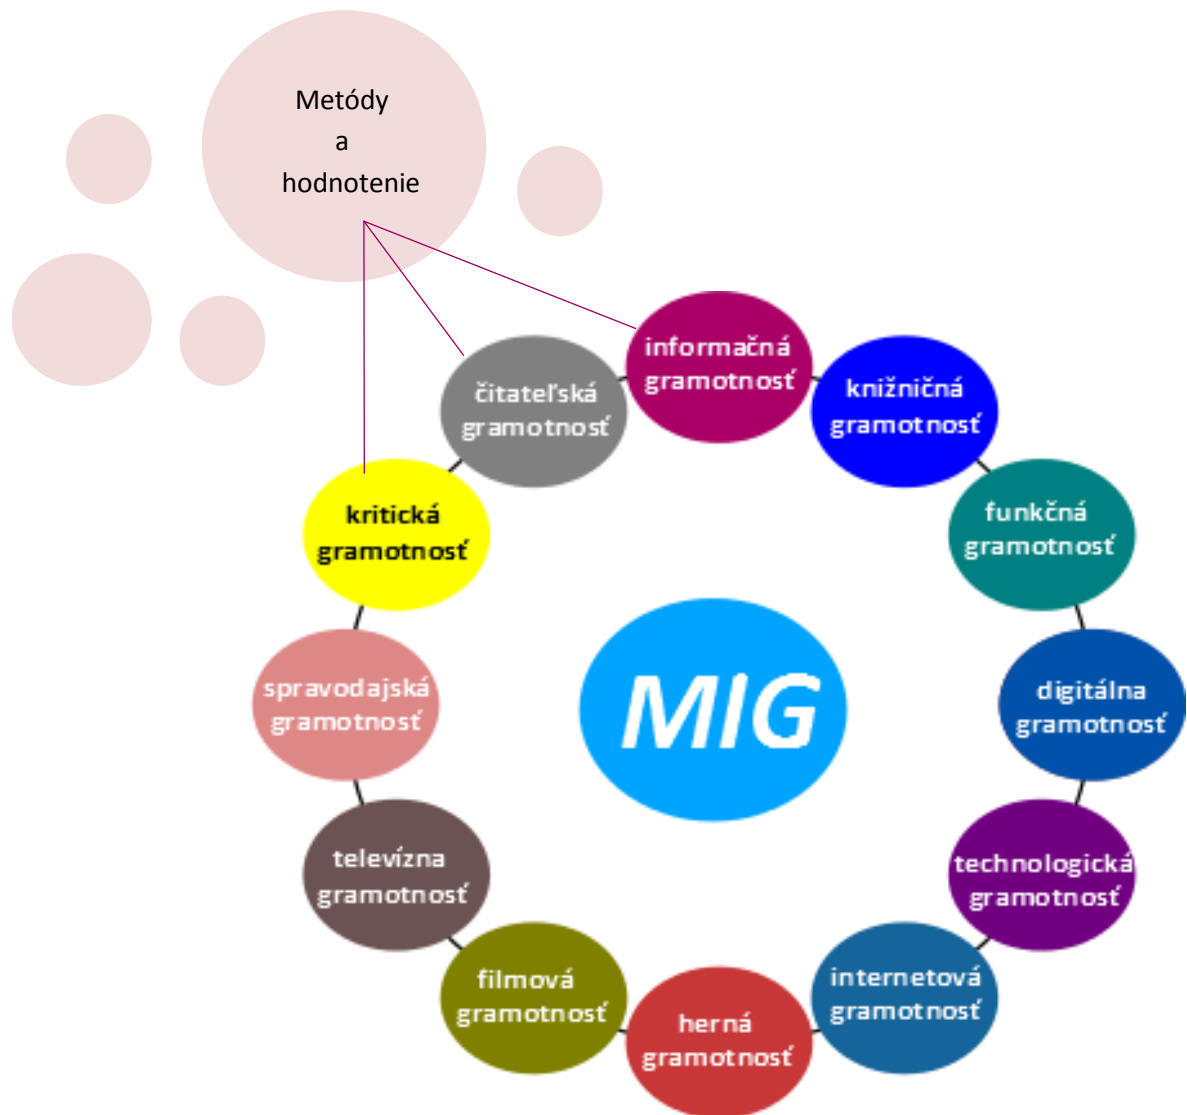 Metódy
a
hodnotenie
informačná
gramotnosť
knižničná
gramotnosť
funkčná
gramotnosť
digitálna
gramotnosť
technologická
gramotnosť
internetová
gramotnosť
herná
gramotnosť
filmová
gramotnosť
televízna
gramotnosť
spravodajská
gramotnosť
kritická
gramotnosť
čitateľská
gramotnosť
MIG